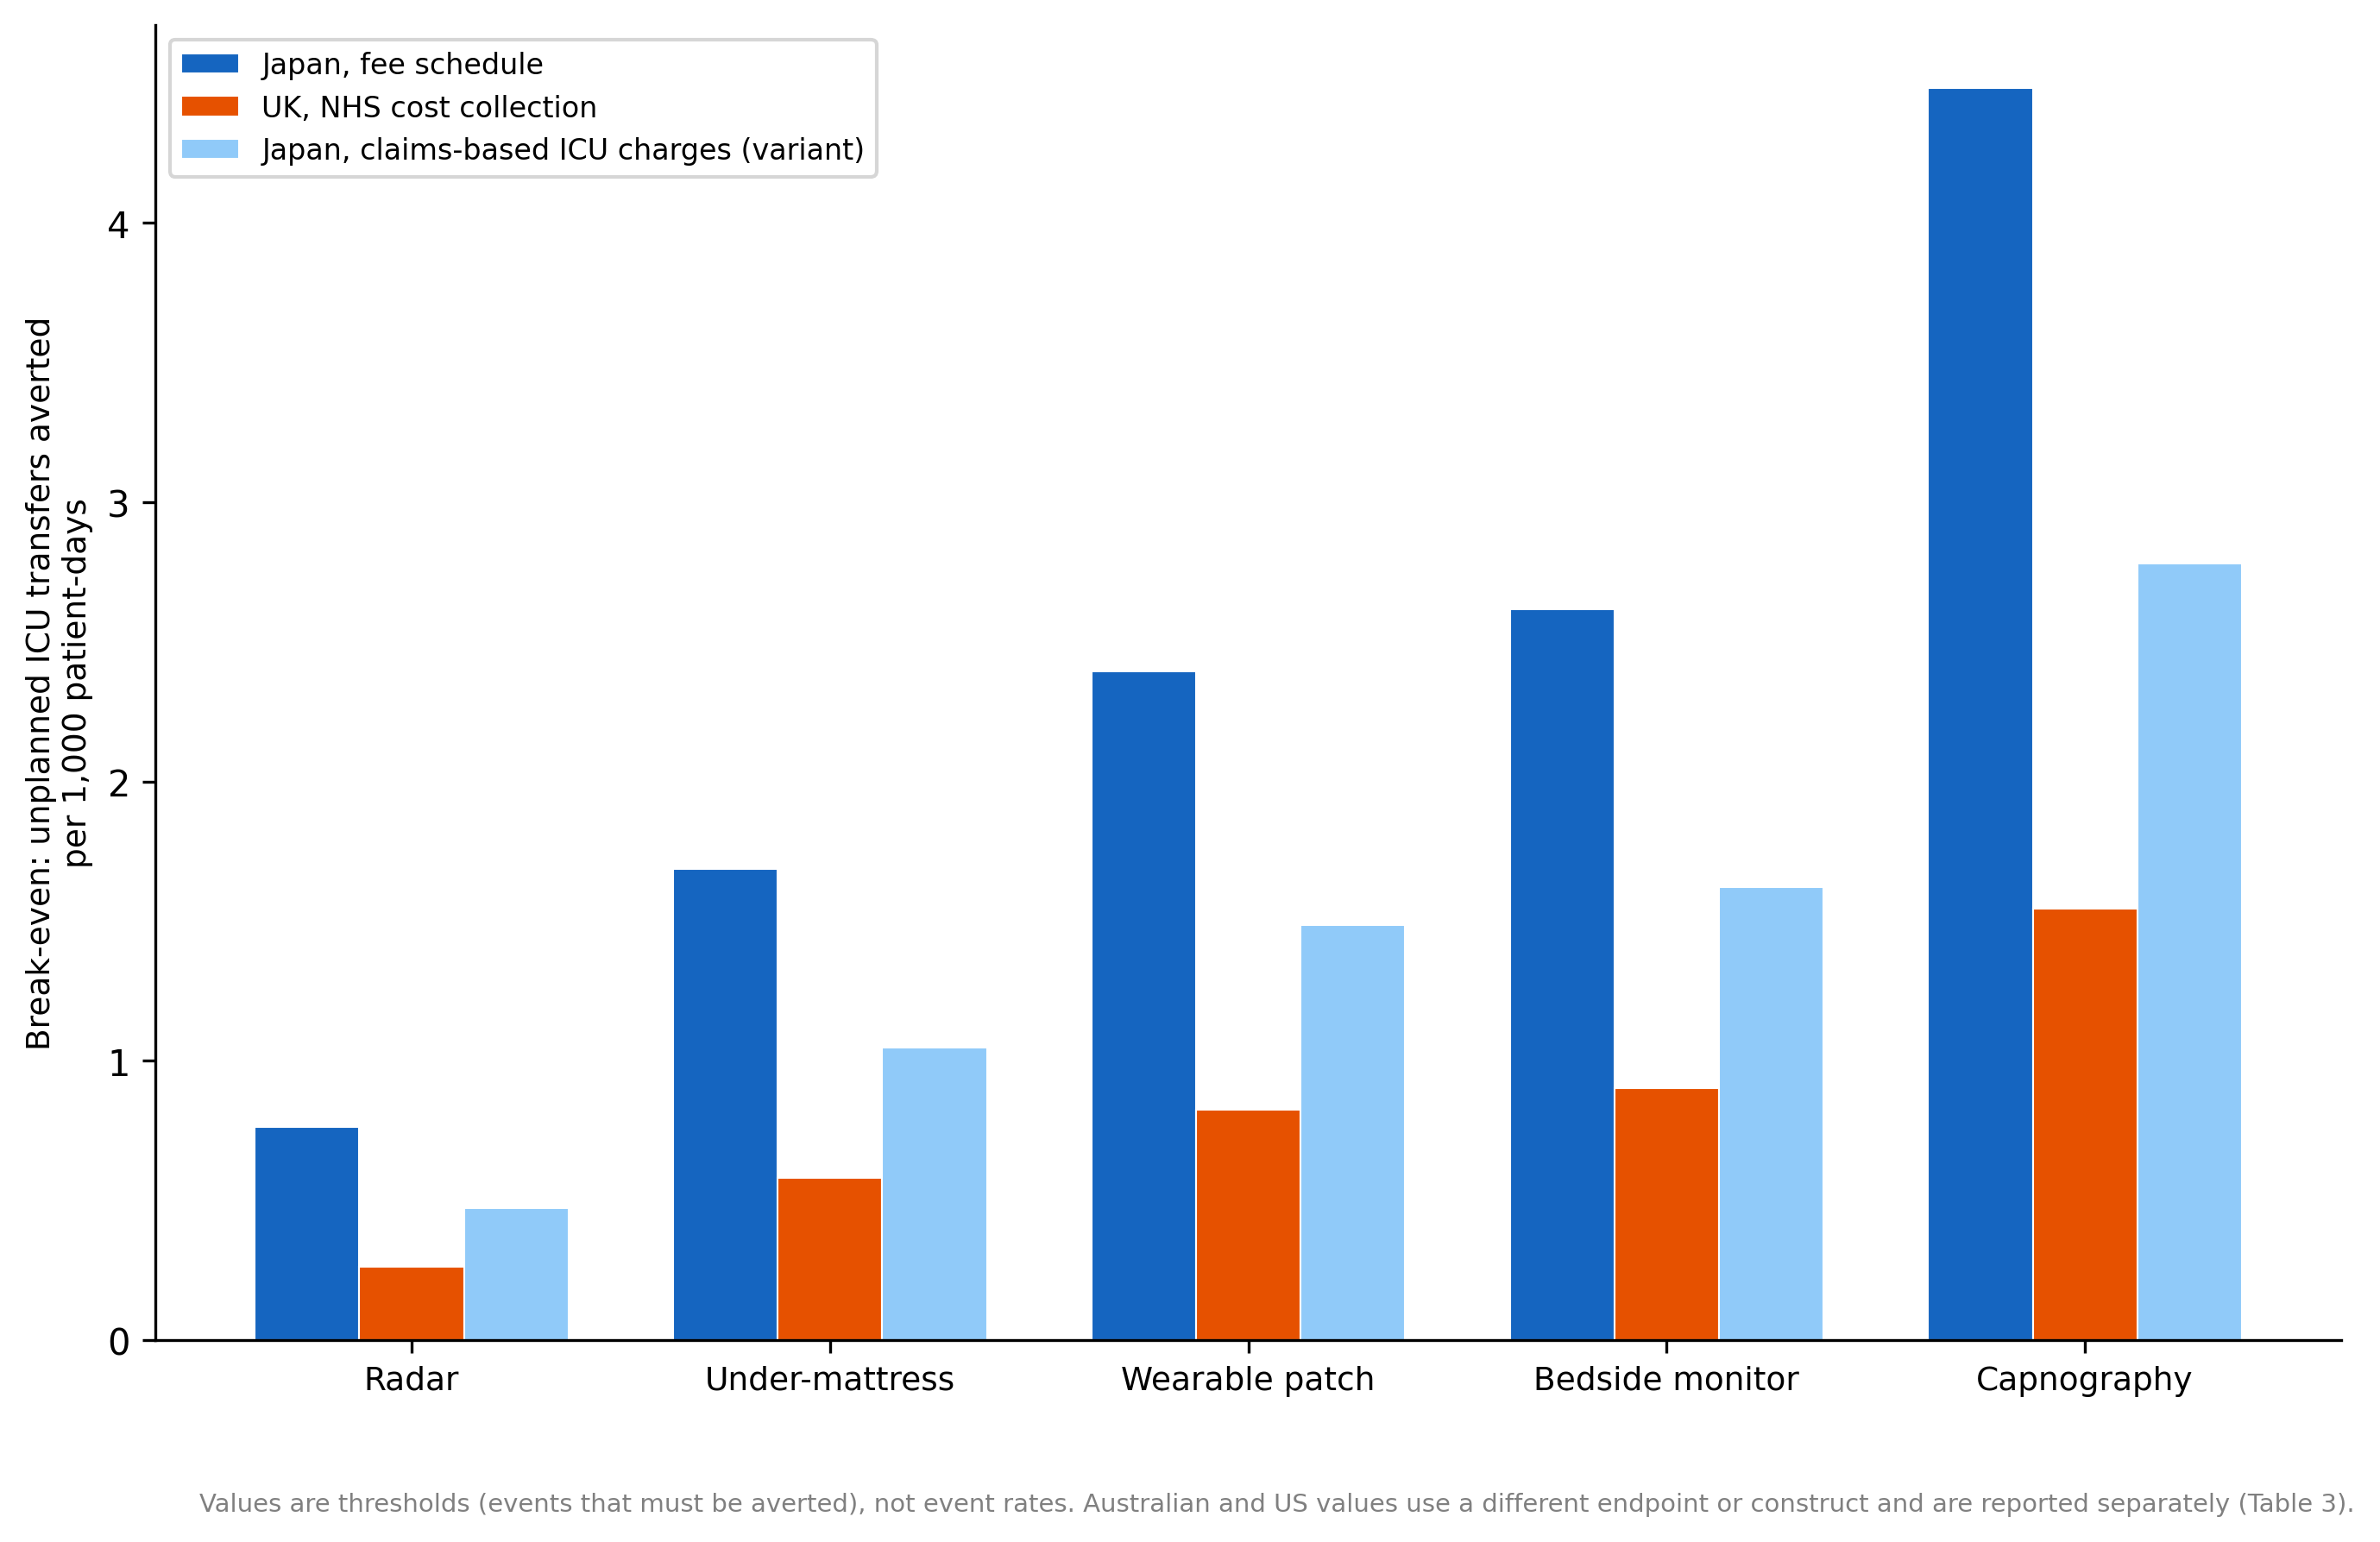 Japan, fee schedule
UK, NHS cost collection
Japan, claims-based ICU charges (variant)
Break-even: unplanned ICU transfers averted
per 1,000 patient-days
4
3
2
1
0
Radar
Under-mattress
Wearable patch
Bedside monitor
Capnography
Values are thresholds (events that must be averted), not event rates. Australian and US values use a different endpoint or construct and are reported separately (Table 3).